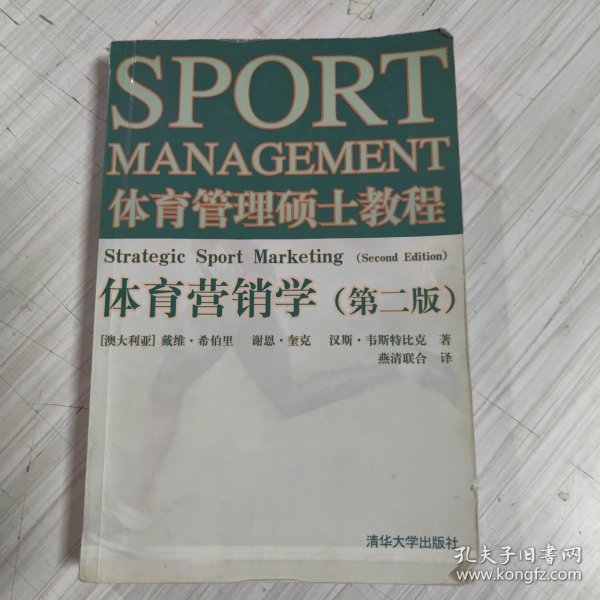 SPORT
MANAGEMENT
体育管理硕士教程
Strategic Sport Marketing (Second Edition)
体育营销学(第二版)
[澳大利亚] 戴维·希伯里 谢恩·奎克 汉斯·韦斯特比克 著
燕清联合 译
清华大学出版社
孔夫子旧书网
www.kongfz.com